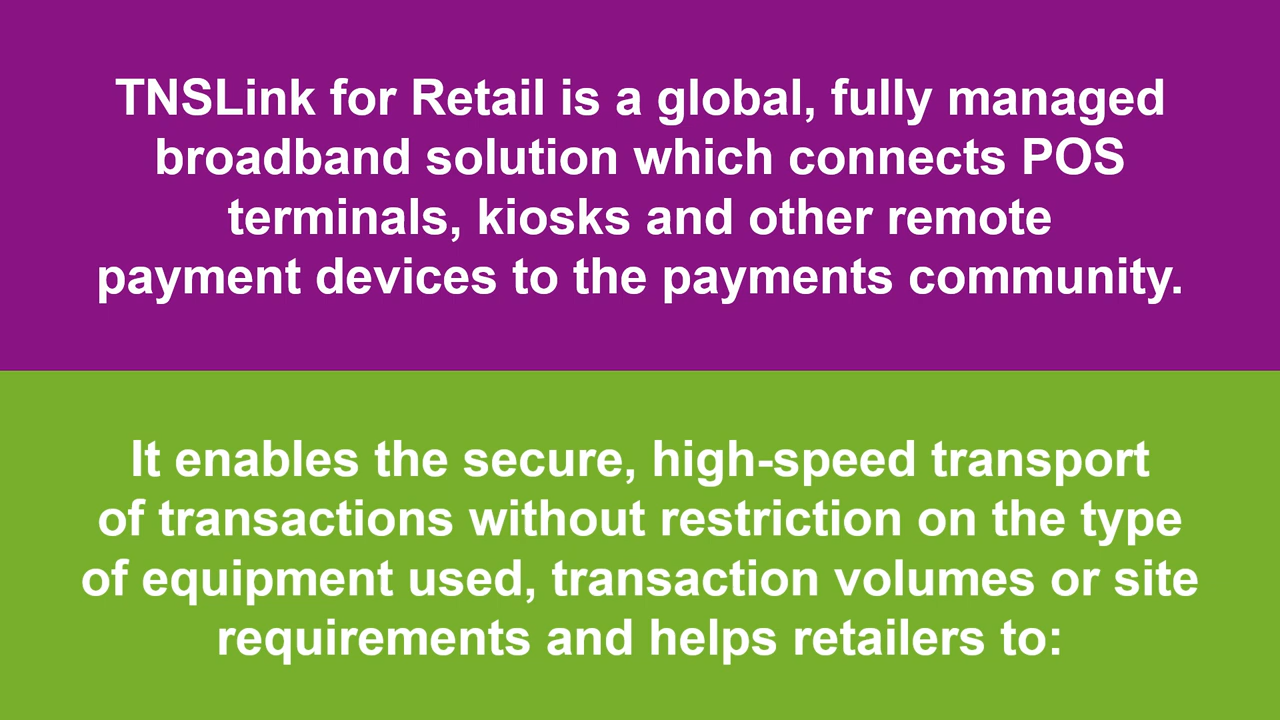 TNSLink for Retail is a global, fully managed
broadband solution which connects POS
terminals, kiosks and other remote
payment devices to the payments community.
It enables the secure, high-speed transport
of transactions without restriction on the type
of equipment used, transaction volumes or site
requirements and helps retailers to: